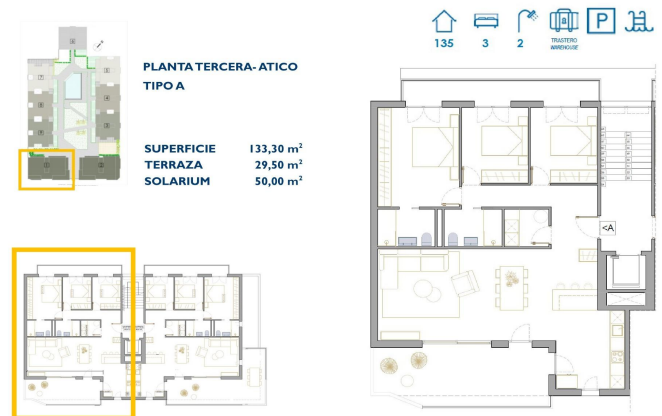 PLANTA TERCERA- ATICO
TIPO A
SUPERFICIE 133,30 m²
TERRAZA 29,50 m²
SOLARIUM 50,00 m²
135
3
2
TRASTERO
P
<A